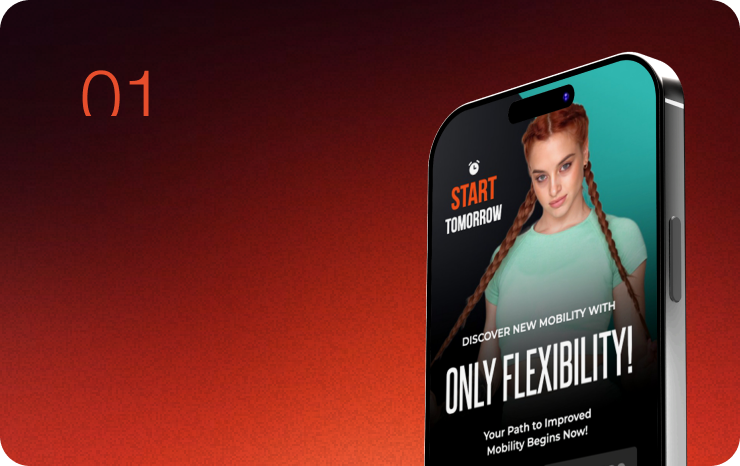 01
START
TOMORROW
DISCOVER NEW MOBILITY WITH
ONLY FLEXIBILITY!
Your Path to Improved
Mobility Begins Now!